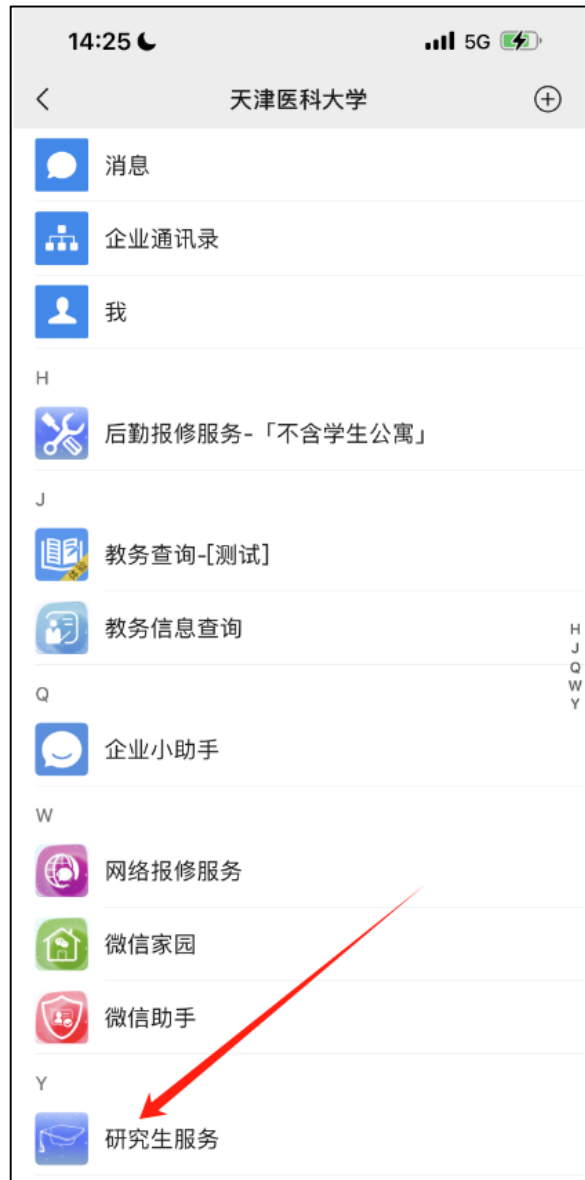 14:25
5G
天津医科大学
消息
企业通讯录
我
H
后勤报修服务-「不含学生公寓」
J
体验
教务查询-[测试]
教务信息查询
H
J
Q
W
Y
Q
企业小助手
W
网络报修服务
微信家园
微信助手
Y
研究生服务